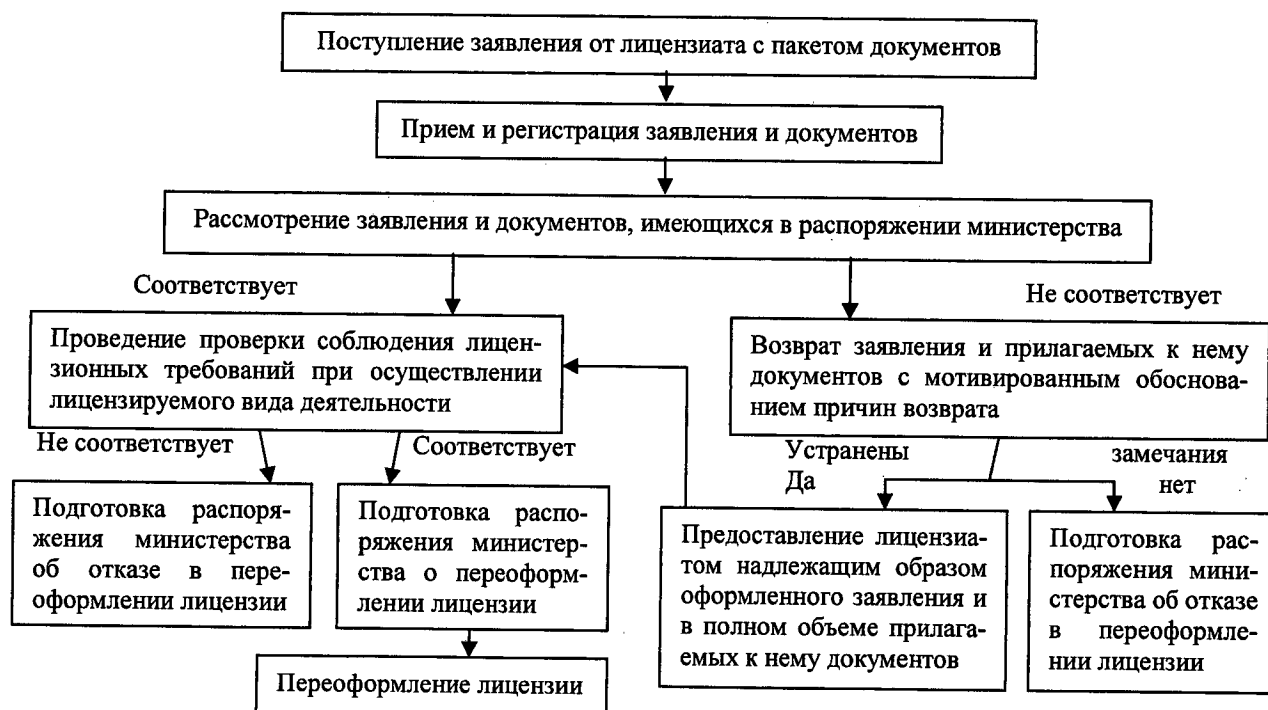 Поступление заявления от лицензиата с пакетом документов
Прием и регистрация заявления и документов
Рассмотрение заявления и документов, имеющихся в распоряжении министерства
Соответствует
Не соответствует
Проведение проверки соблюдения лицен-
зионных требований при осуществлении
лицензируемого вида деятельности
Возврат заявления и прилагаемых к нему
документов с мотивированным обоснова-
нием причин возврата
Не соответствует
Соответствует
Устранены
замечания
Да
нет
Подготовка распоря-
жения министерства
об отказе в пере-
оформлении лицензии
Подготовка распо-
ряжения министер-
ства о переоформ-
лении лицензии
Предоставление лицензиа-
том надлежащим образом
оформленного заявления и
в полном объеме прилага-
емых к нему документов
Подготовка рас-
поряжения мини-
стерства об отказе
в переоформле-
нии лицензии
Переоформление лицензии